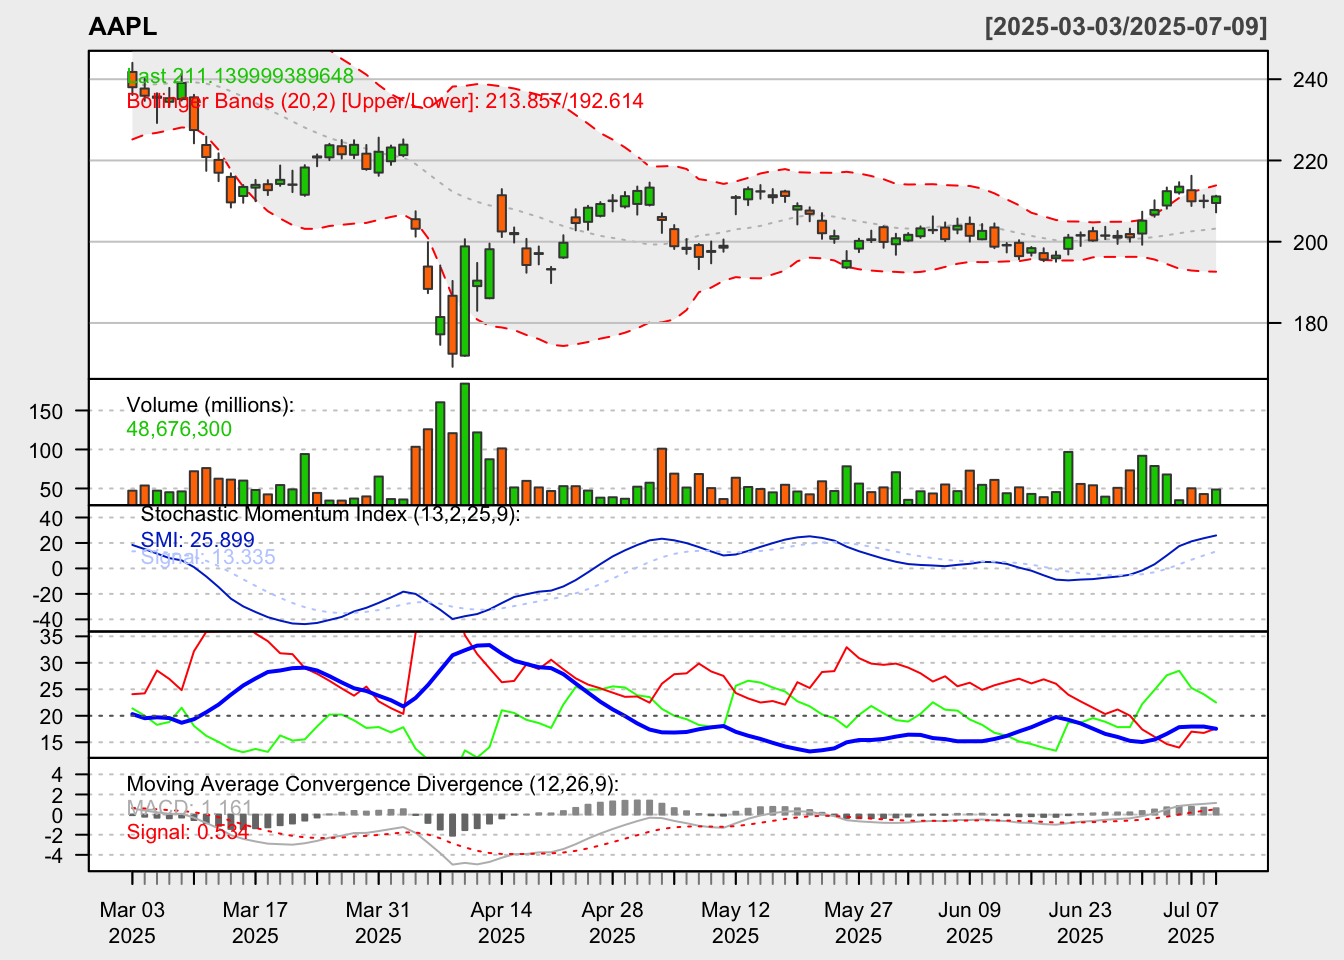 AAPL [2025-03-03/2025-07-09]
Last 211.139999389648
Bollinger Bands (20,2) [Upper/Lower]: 213.857/192.614
240
220
200
180
Volume (millions):
48,676,300
150
100
50
Stochastic Momentum Index (13,2,25,9):
SMI: 25.899
Signal: 13.335
40
20
0
-20
-40
35
30
25
20
15
Moving Average Convergence Divergence (12,26,9):
MACD: 1.161
Signal: 0.534
4
2
0
-2
-4
Mar 03 Mar 17 Mar 31 Apr 14 Apr 28 May 12 May 27 Jun 09 Jun 23 Jul 07
2025 2025 2025 2025 2025 2025 2025 2025 2025 2025